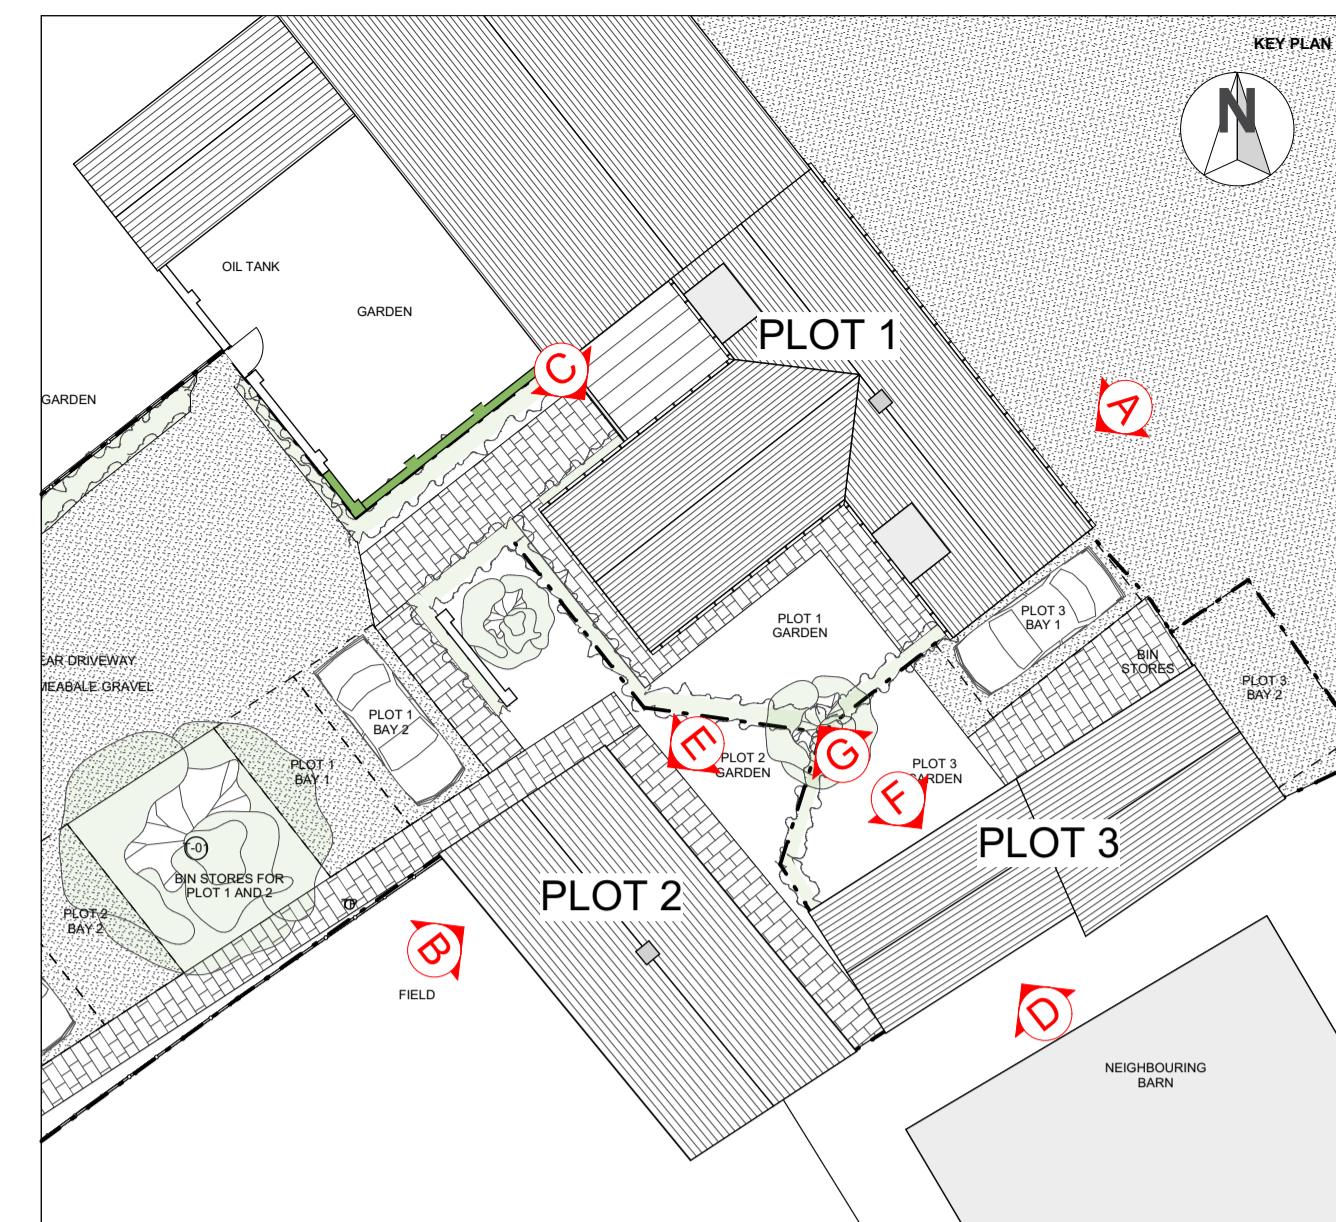 KEY PLAN
N
OIL TANK
GARDEN
PLOT 1
C
GARDEN
A
PLOT 1
GARDEN
PLOT 3
BAY 1
BIN
STORES
EAR DRIVEWAY
MEABALE GRAVEL
PLOT 3
BAY 2
PLOT 1
BAY 2
E
G
PLOT 2
GARDEN
PLOT 3
GARDEN
PLOT 1
BAY 1
F
T-01
PLOT 3
BIN STORES FOR
PLOT 1 AND 2
PLOT 2
PLOT 2
BAY 2
B
FIELD
D
NEIGHBOURING
BARN